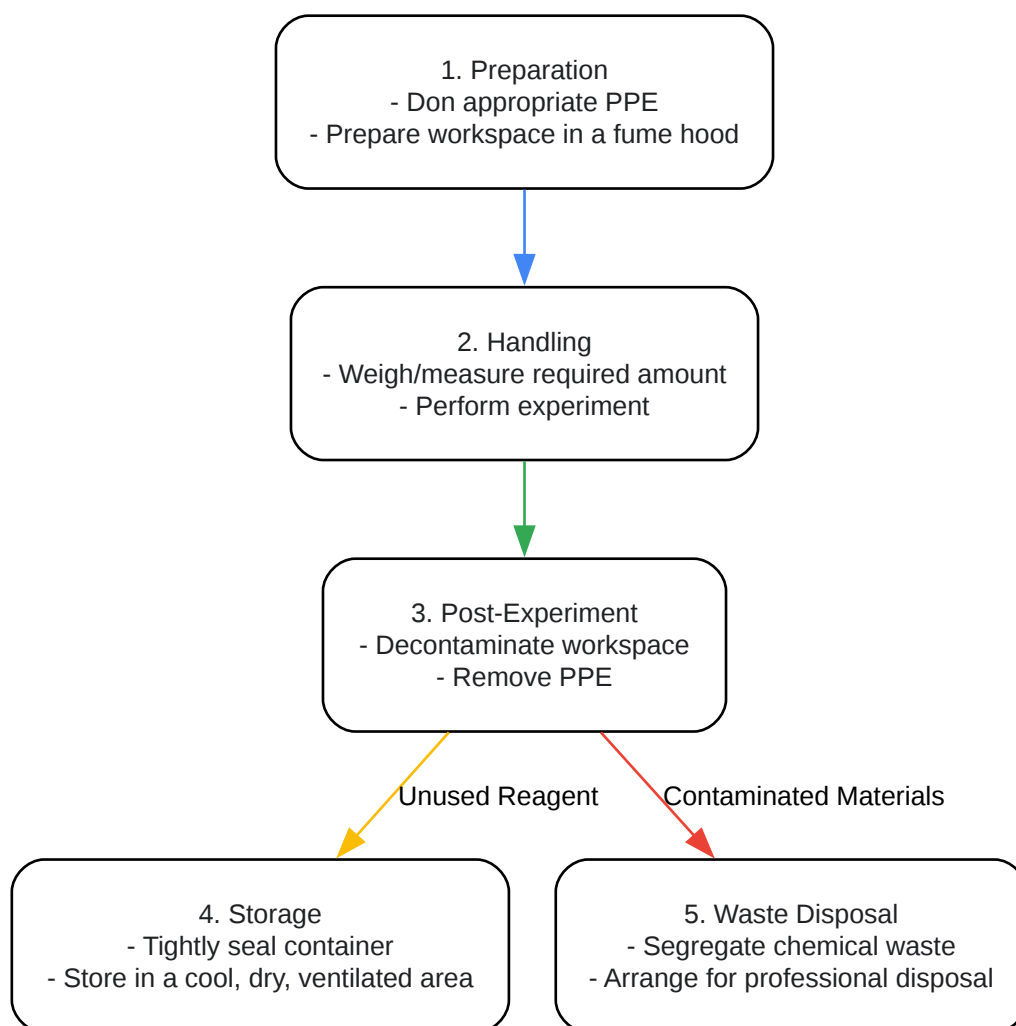 1. Preparation
- Don appropriate PPE
- Prepare workspace in a fume hood
2. Handling
- Weigh/measure required amount
- Perform experiment
3. Post-Experiment
- Decontaminate workspace
- Remove PPE
Unused Reagent
Contaminated Materials
4. Storage
- Tightly seal container
- Store in a cool, dry, ventilated area
5. Waste Disposal
- Segregate chemical waste
- Arrange for professional disposal